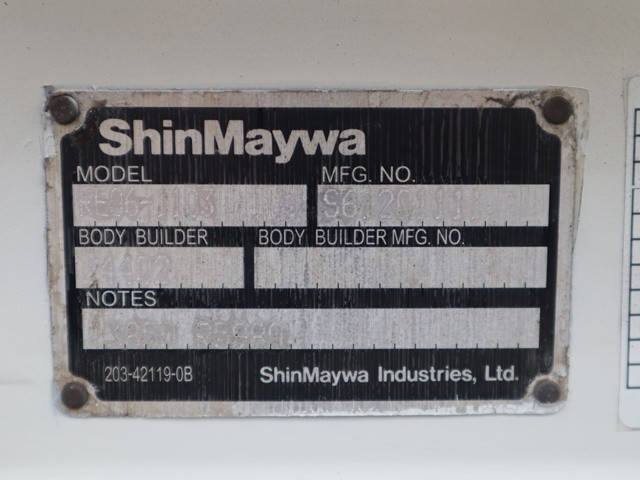 ShinMaywa
MODEL MFG. NO.
BODY BUILDER BODY BUILDER MFG. NO.
NOTES
203-42119-0B ShinMaywa Industries, Ltd.